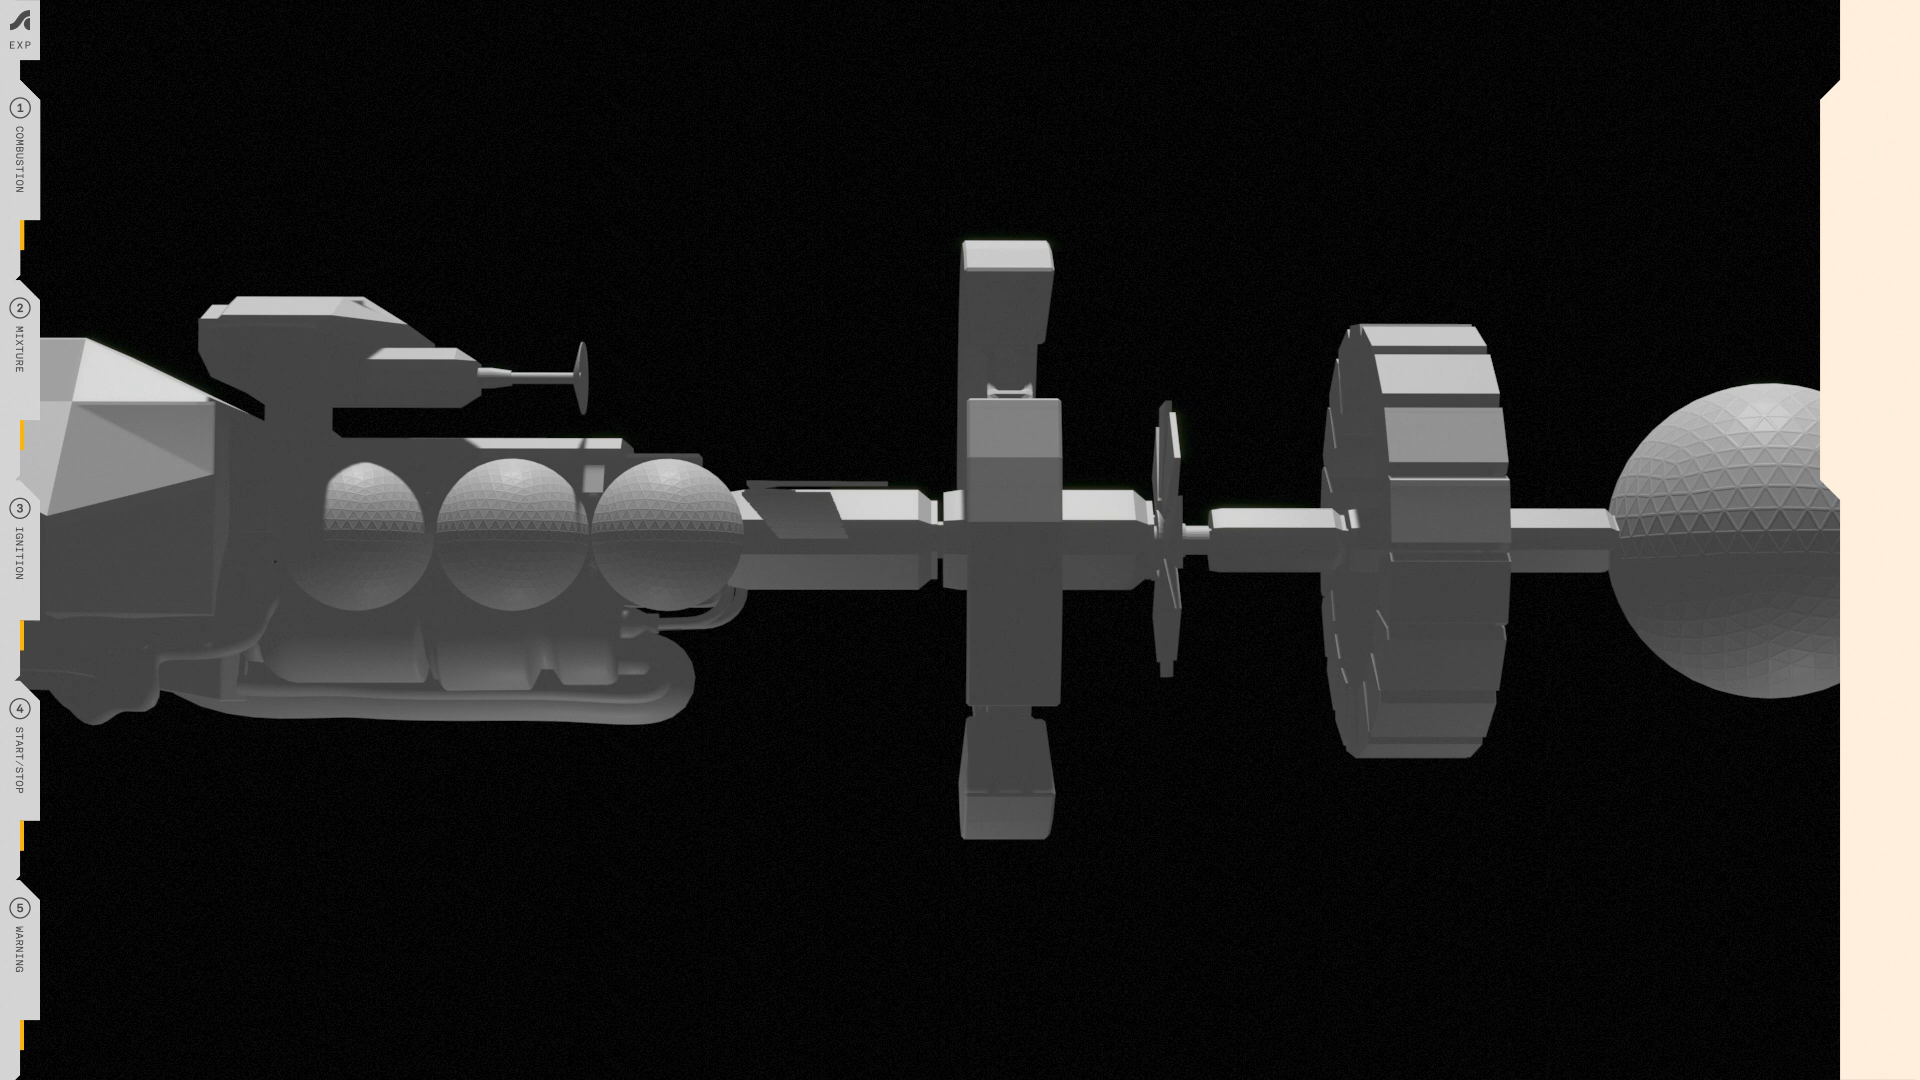 EXP
1 COMBUSTION
2 MIXTURE
3 IGNITION
4 START/STOP
5 WARNING